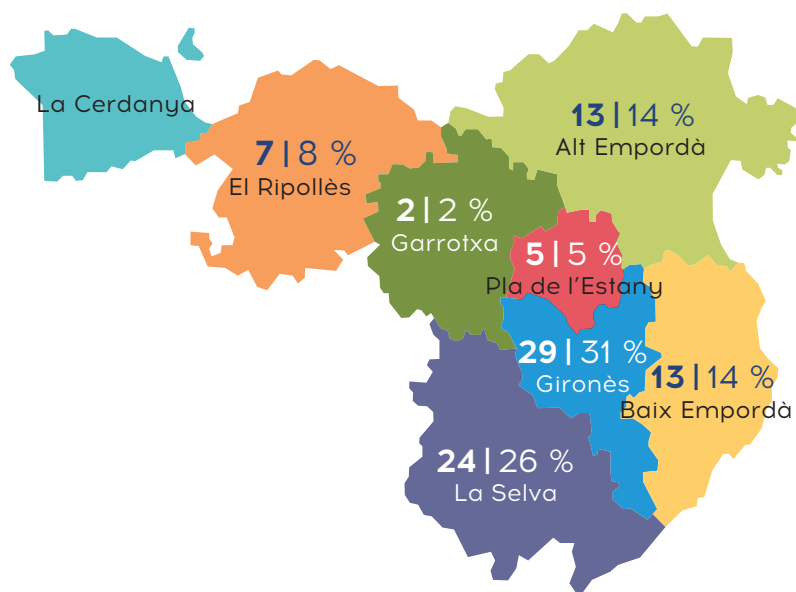 La Cerdanya
7 | 8 %
El Ripollès
13 | 14 %
Alt Empordà
2 | 2 %
Garrotxa
5 | 5 %
Pla de l’Estany
29 | 31 %
Gironès
13 | 14 %
Baix Empordà
24 | 26 %
La Selva